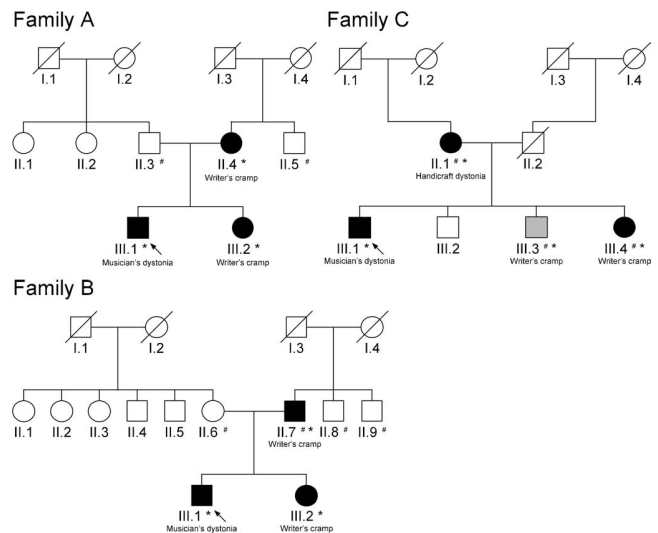 Family A
I.1 I.2 I.3 I.4
II.1 II.2 II.3 # II.4 * II.5 #
Writer's cramp
III.1 * III.2 *
Musician's dystonia Writer's cramp
Family C
I.1 I.2 I.3 I.4
II.1 # * II.2
Handicraft dystonia
III.1 * III.2 III.3 # * III.4 # *
Musician's dystonia Writer's cramp Writer's cramp
Family B
I.1 I.2 I.3 I.4
II.1 II.2 II.3 II.4 II.5 II.6 # II.7 # * II.8 # II.9 #
Writer's cramp
III.1 * III.2 *
Musician's dystonia Writer's cramp